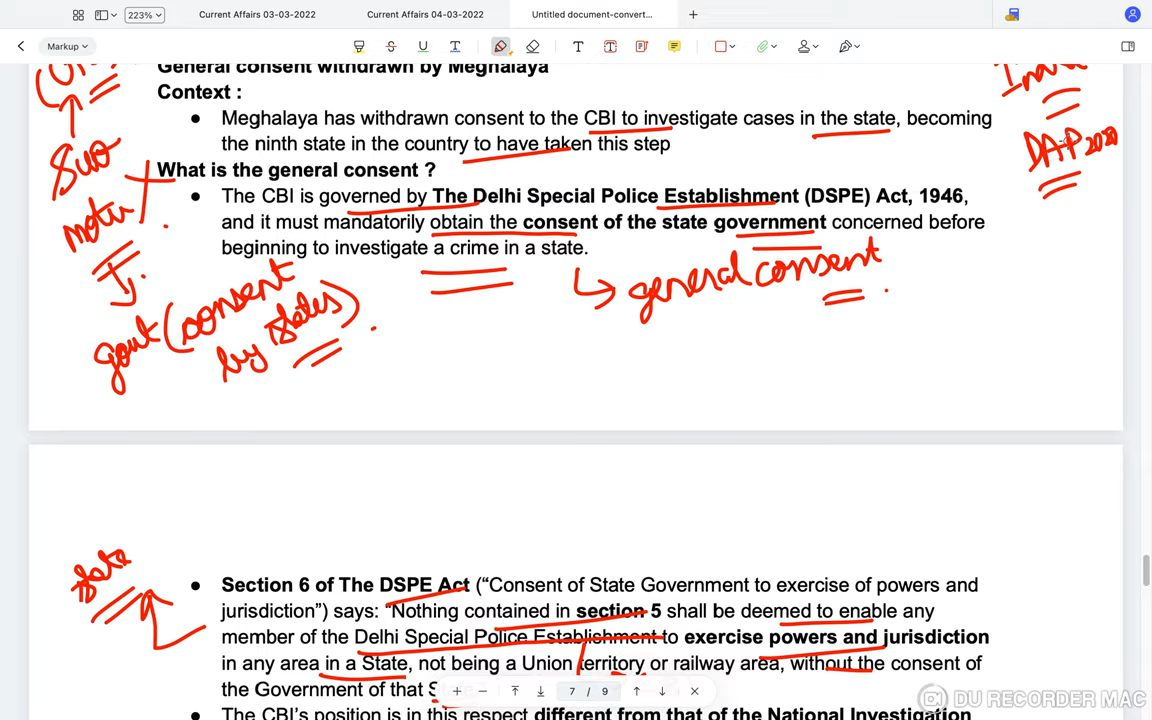 223%
Current Affairs 03-03-2022
Current Affairs 04-03-2022
Untitled document-convert...
Markup
General consent withdrawn by Meghalaya
Context :
● Meghalaya has withdrawn consent to the CBI to investigate cases in the state, becoming
the ninth state in the country to have taken this step
What is the general consent ?
● The CBI is governed by The Delhi Special Police Establishment (DSPE) Act, 1946,
and it must mandatorily obtain the consent of the state government concerned before
beginning to investigate a crime in a state.
DAP 2020
Suo
motu
general consent
govt (consent
by states)
state
● Section 6 of The DSPE Act (“Consent of State Government to exercise of powers and
jurisdiction”) says: “Nothing contained in section 5 shall be deemed to enable any
member of the Delhi Special Police Establishment to exercise powers and jurisdiction
in any area in a State, not being a Union territory or railway area, without the consent of
the Government of that
7 / 9
● The CBI’s position is in this respect different from that of the National Investigation
DU RECORDER MAC